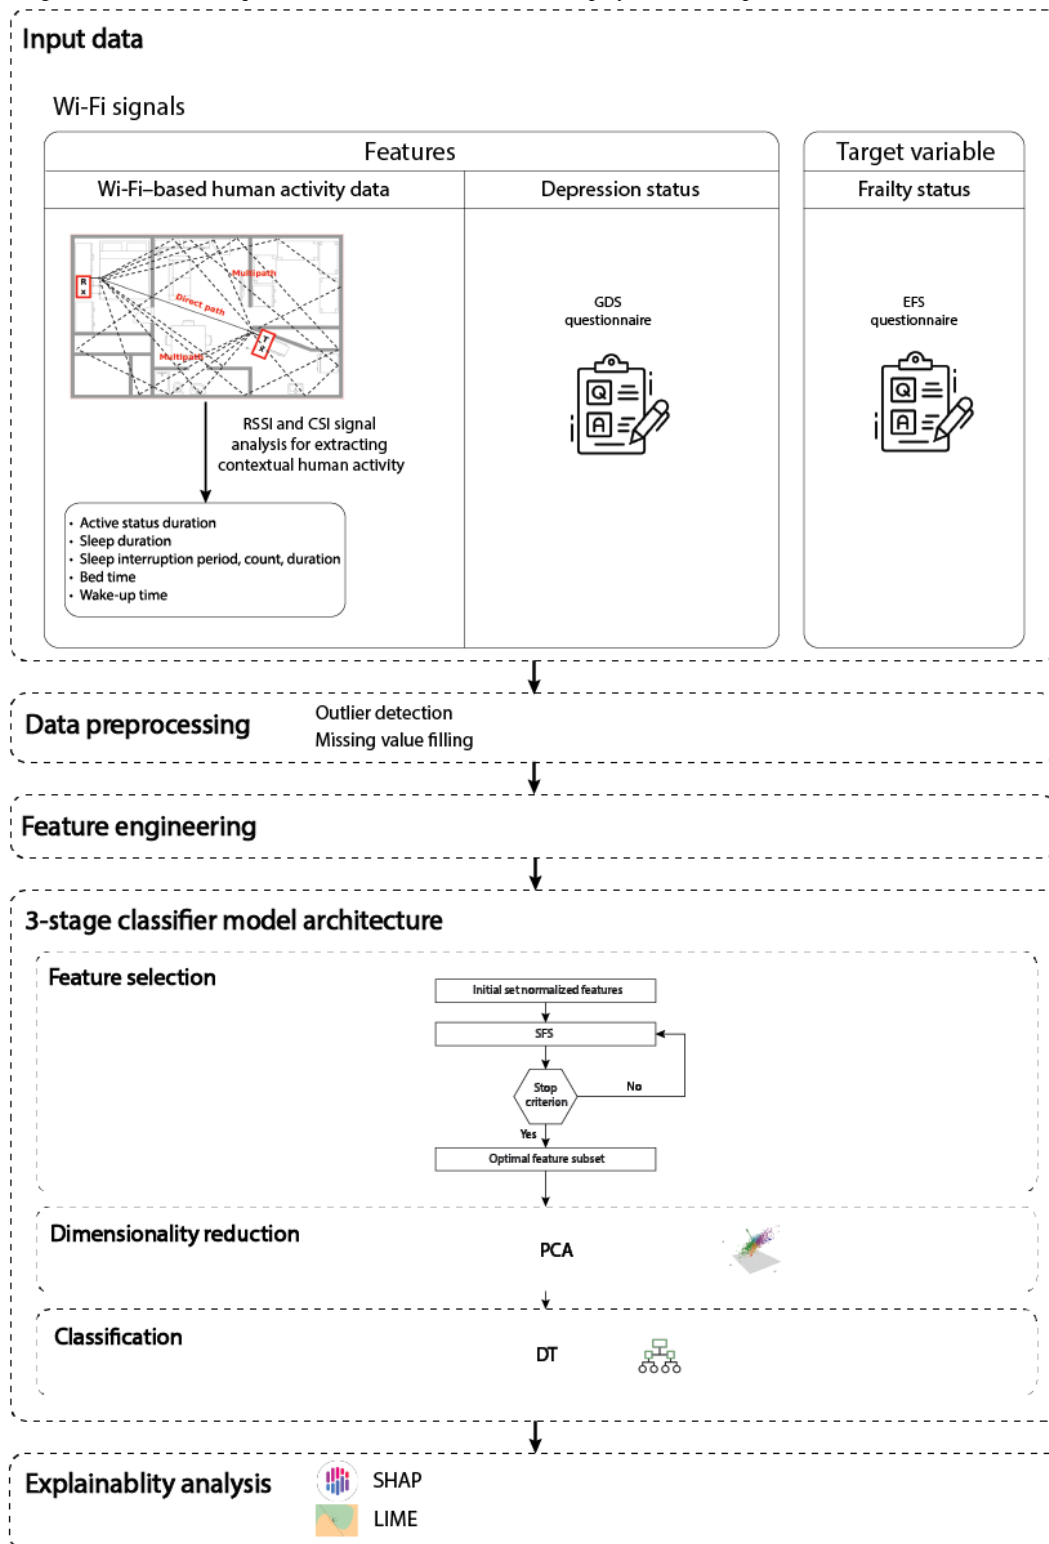 Input data
Wi-Fi signals
Features
Target variable
Wi-Fi–based human activity data
Depression status
Frailty status
Multipath
Direct path
Multipath
R
x
T
x
GDS
questionnaire
Q
A
EFS
questionnaire
Q
A
RSSI and CSI signal
analysis for extracting
contextual human activity
• Active status duration
• Sleep duration
• Sleep interruption period, count, duration
• Bed time
• Wake-up time
Data preprocessing
Outlier detection
Missing value filling
Feature engineering
3-stage classifier model architecture
Feature selection
Initial set normalized features
SFS
Stop
criterion
No
Yes
Optimal feature subset
Dimensionality reduction
PCA
Classification
DT
Explainablity analysis
SHAP
LIME